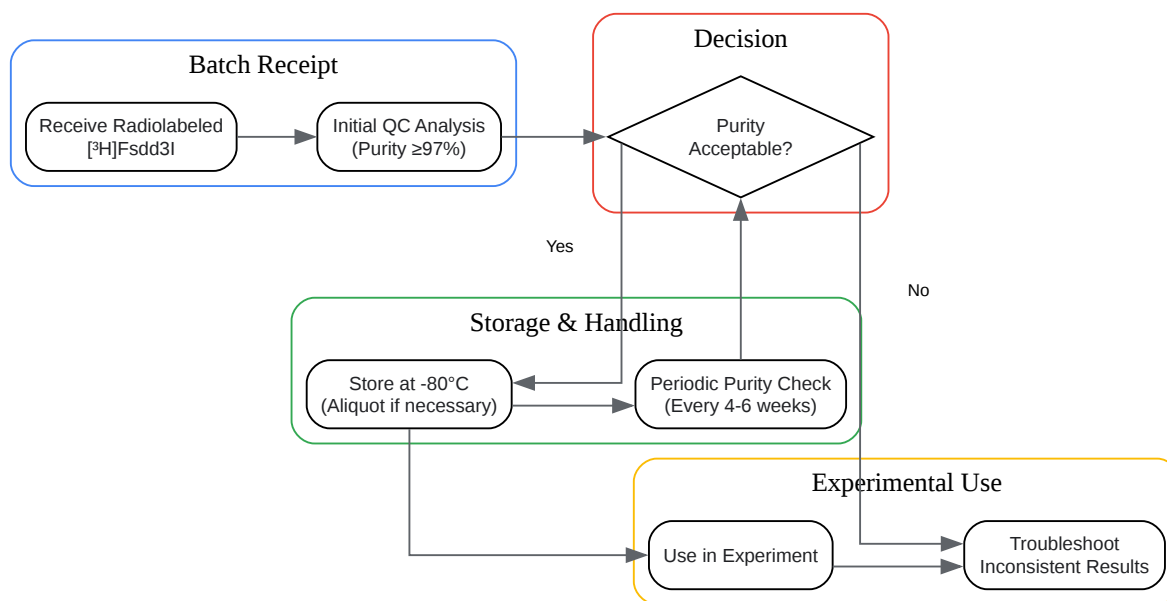 Batch Receipt
Receive Radiolabeled
[³H]Fsdd3I
Initial QC Analysis
(Purity ≥97%)
Decision
Purity
Acceptable?
Yes
No
Storage & Handling
Store at -80°C
(Aliquot if necessary)
Periodic Purity Check
(Every 4-6 weeks)
Experimental Use
Use in Experiment
Troubleshoot
Inconsistent Results